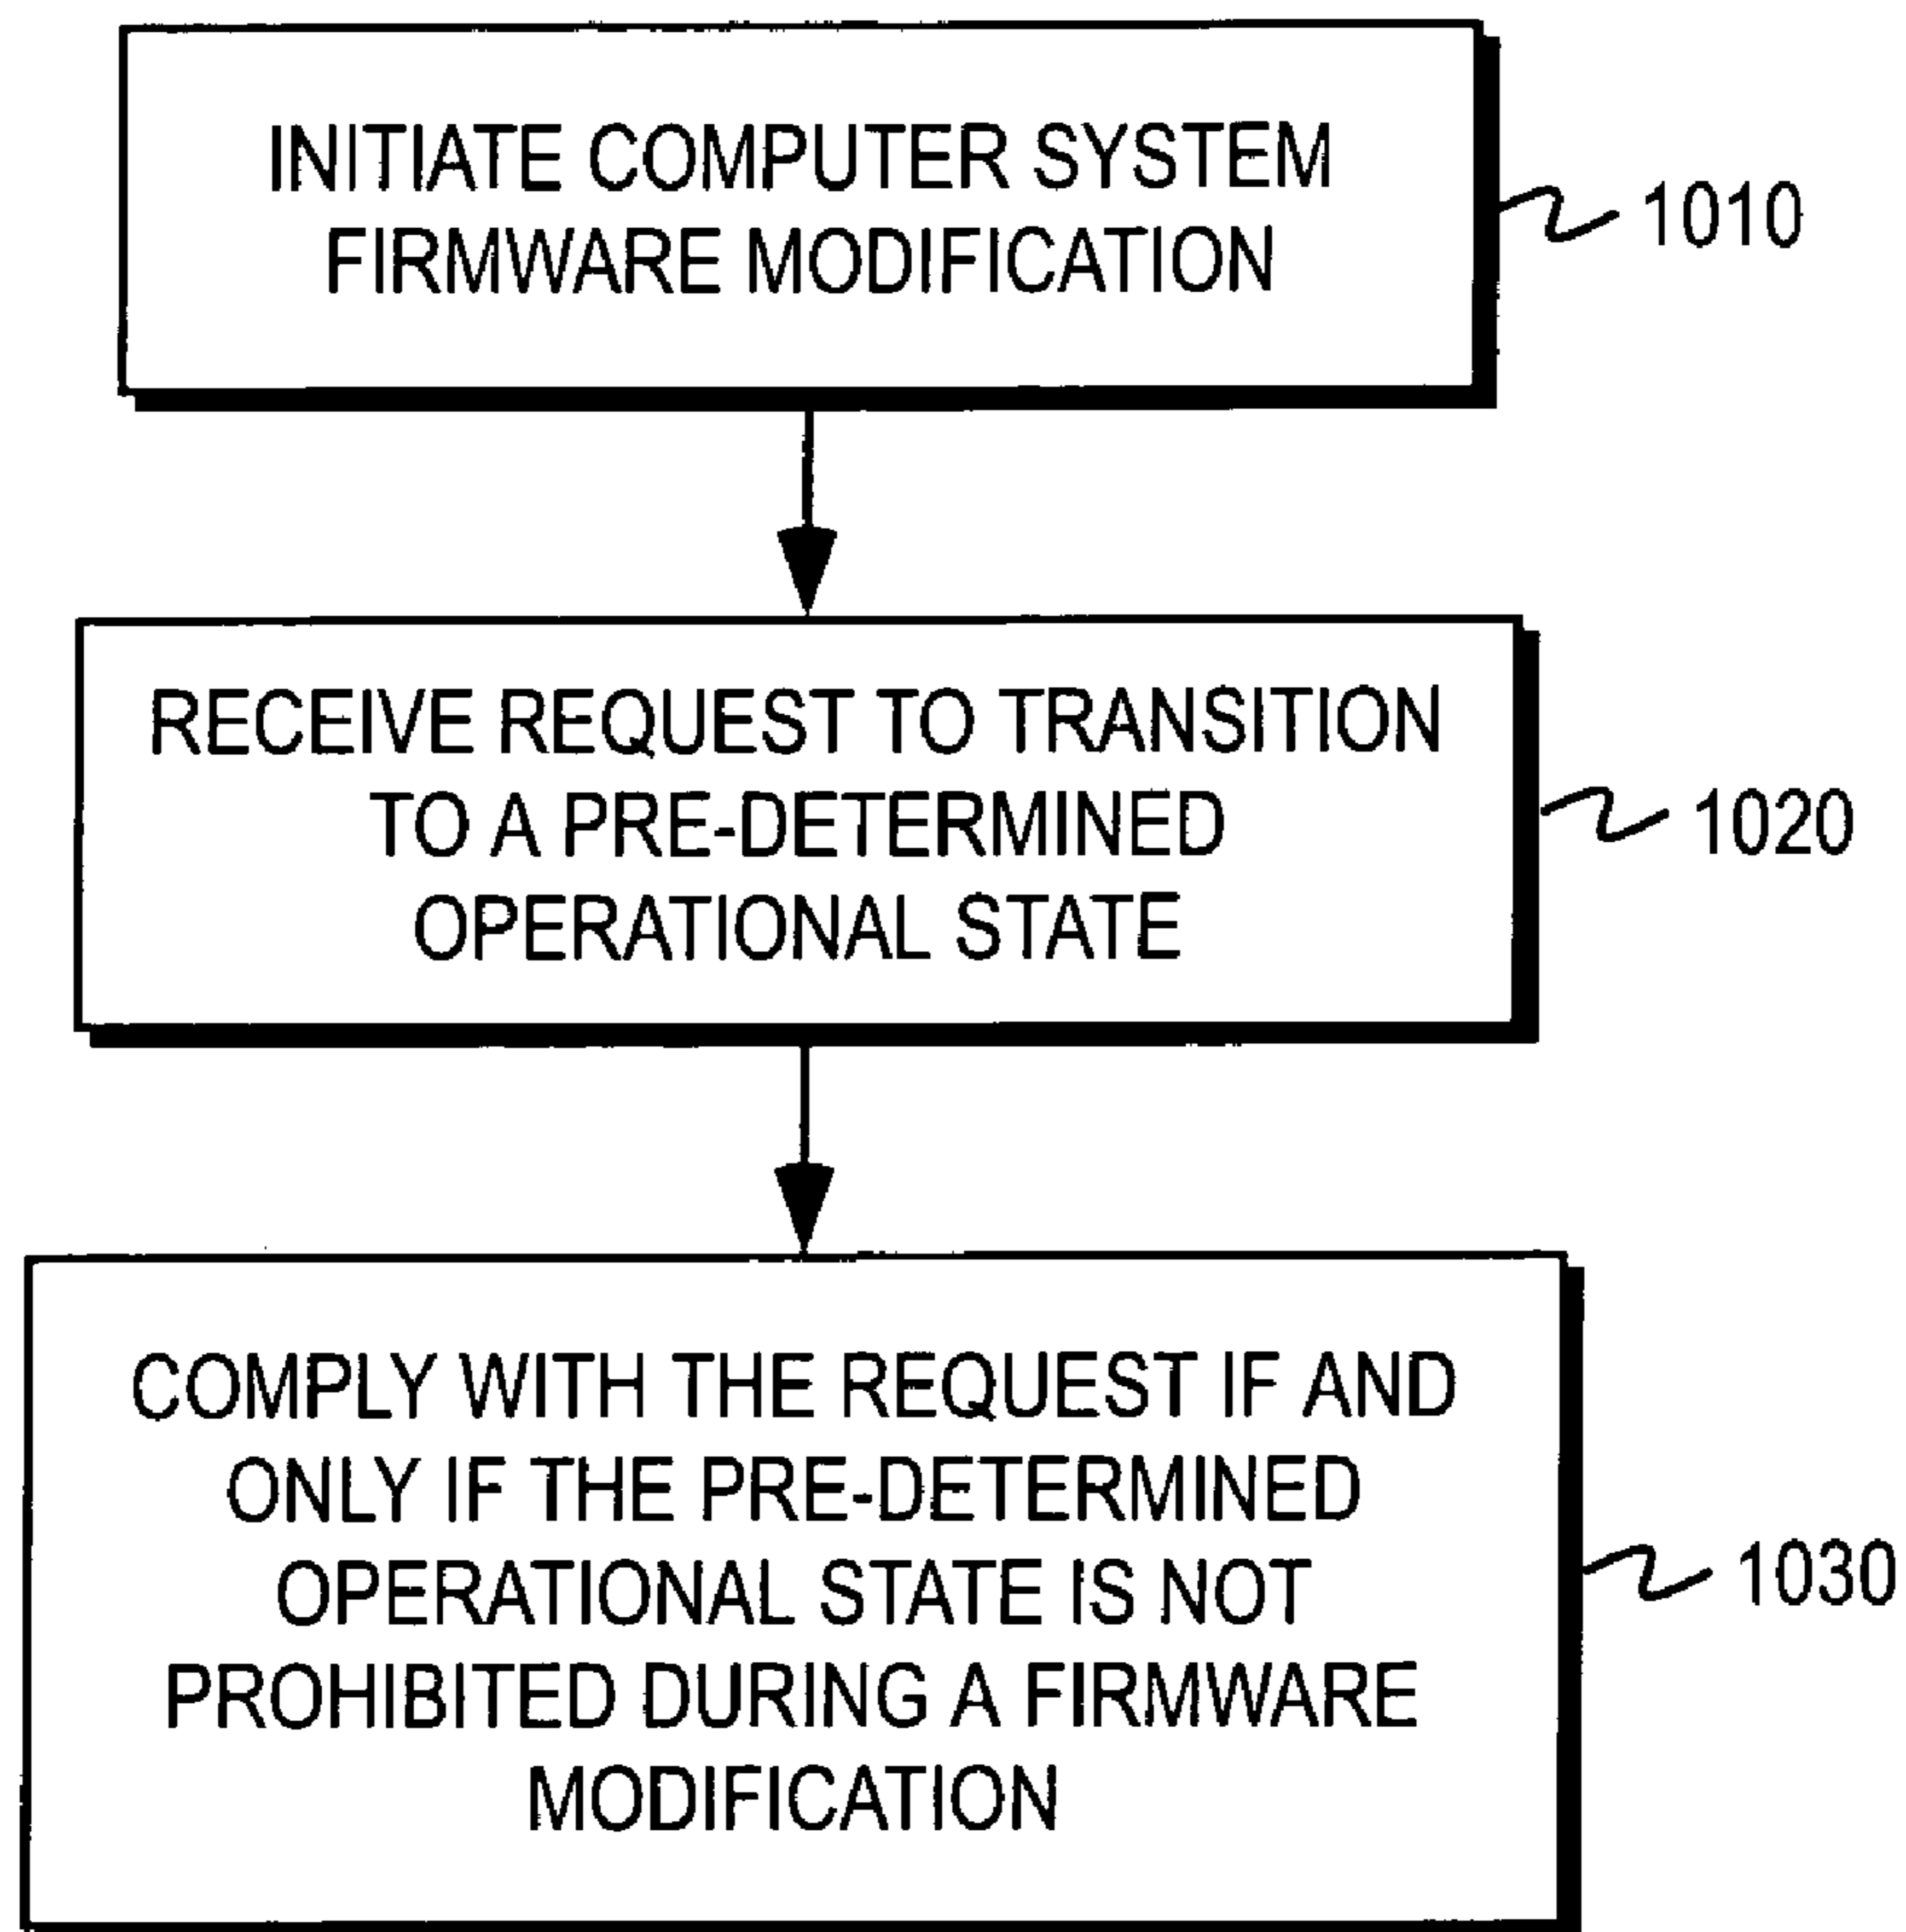 INITIATE COMPUTER SYSTEM
FIRMWARE MODIFICATION
1010
RECEIVE REQUEST TO TRANSITION
TO A PRE-DETERMINED
OPERATIONAL STATE
1020
COMPLY WITH THE REQUEST IF AND
ONLY IF THE PRE-DETERMINED
OPERATIONAL STATE IS NOT
PROHIBITED DURING A FIRMWARE
MODIFICATION
1030